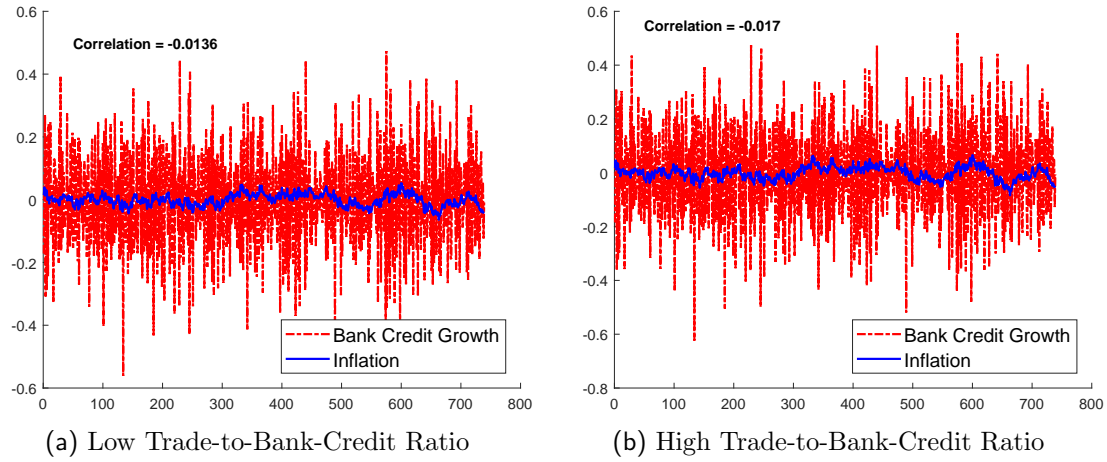 0.6
0.4
0.2
0
-0.2
-0.4
-0.6
0 100 200 300 400 500 600 700 800
Correlation = -0.0136
Bank Credit Growth
Inflation
(a) Low Trade-to-Bank-Credit Ratio
0.6
0.4
0.2
0
-0.2
-0.4
-0.6
-0.8
0 100 200 300 400 500 600 700 800
Correlation = -0.017
Bank Credit Growth
Inflation
(b) High Trade-to-Bank-Credit Ratio